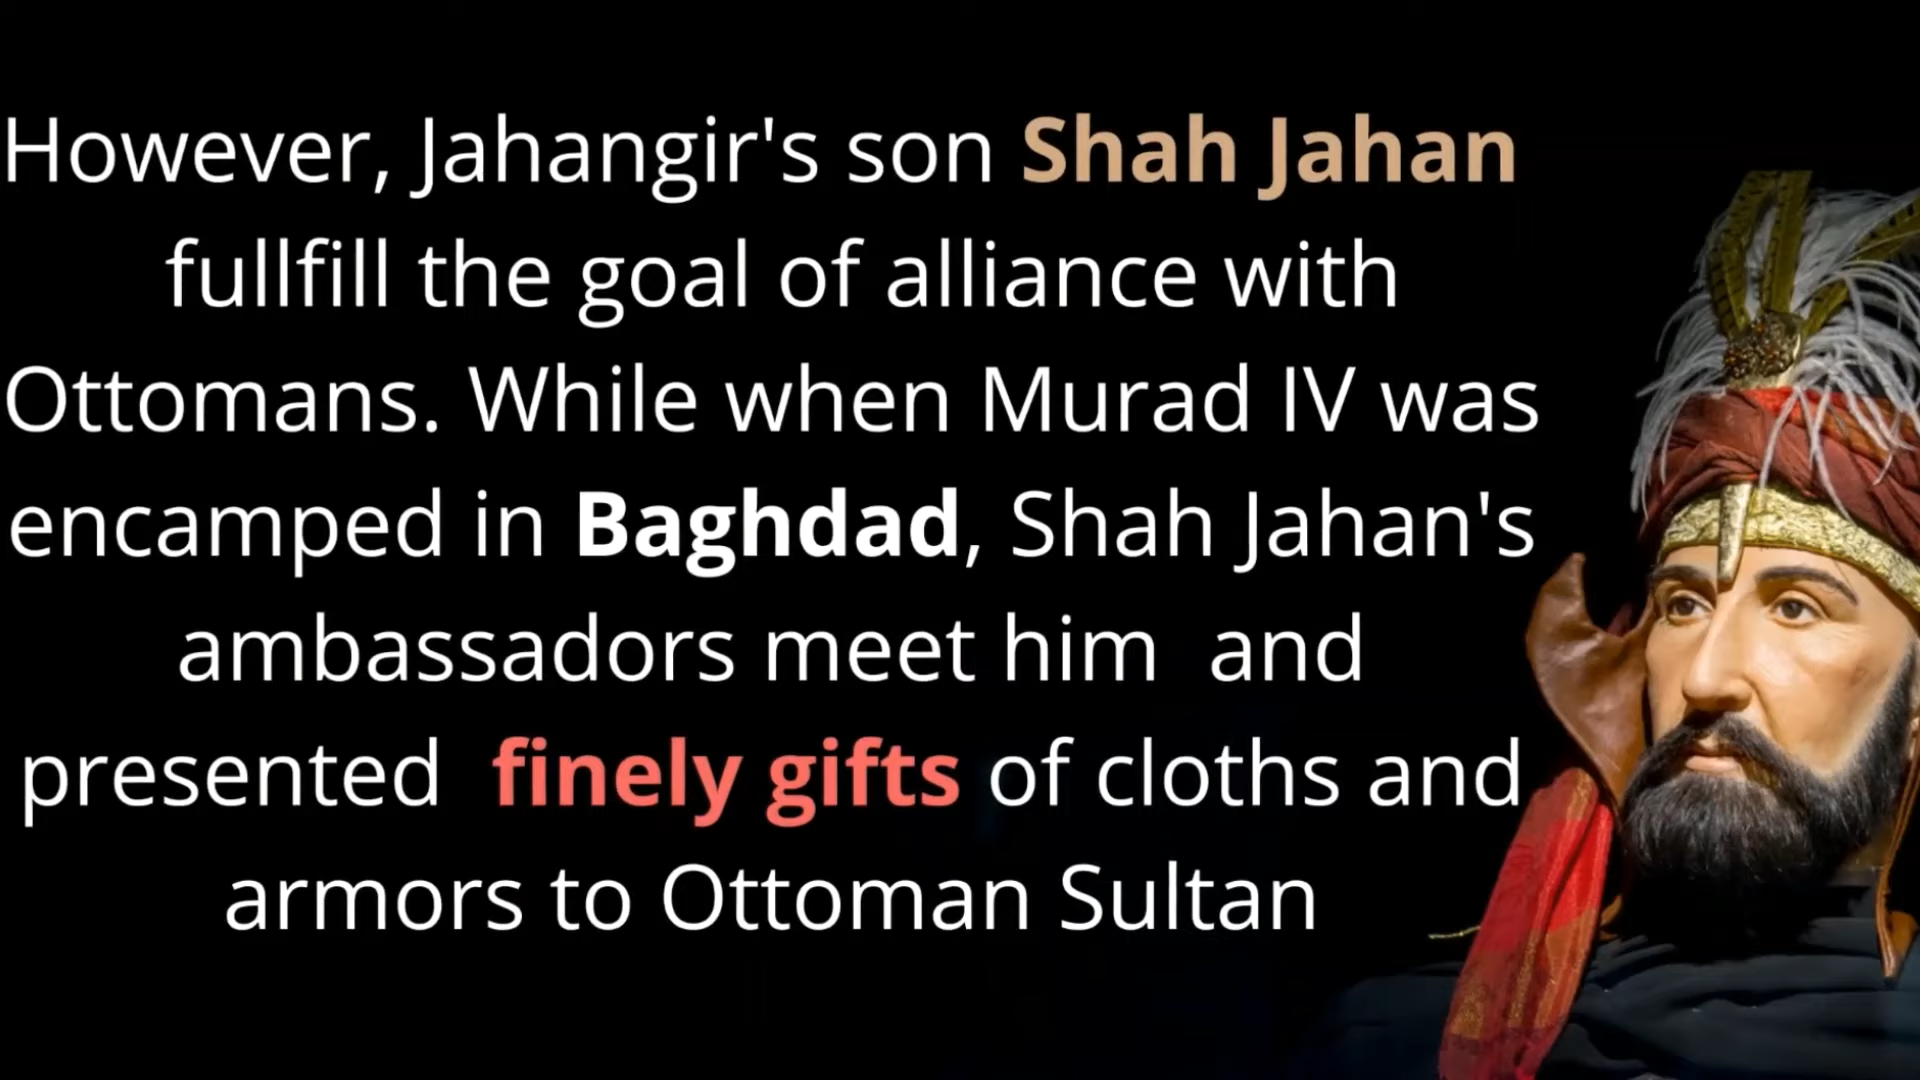 However, Jahangir's son Shah Jahan
fullfill the goal of alliance with
Ottomans. While when Murad IV was
encamped in Baghdad, Shah Jahan's
ambassadors meet him  and
presented  finely gifts of cloths and
armors to Ottoman Sultan